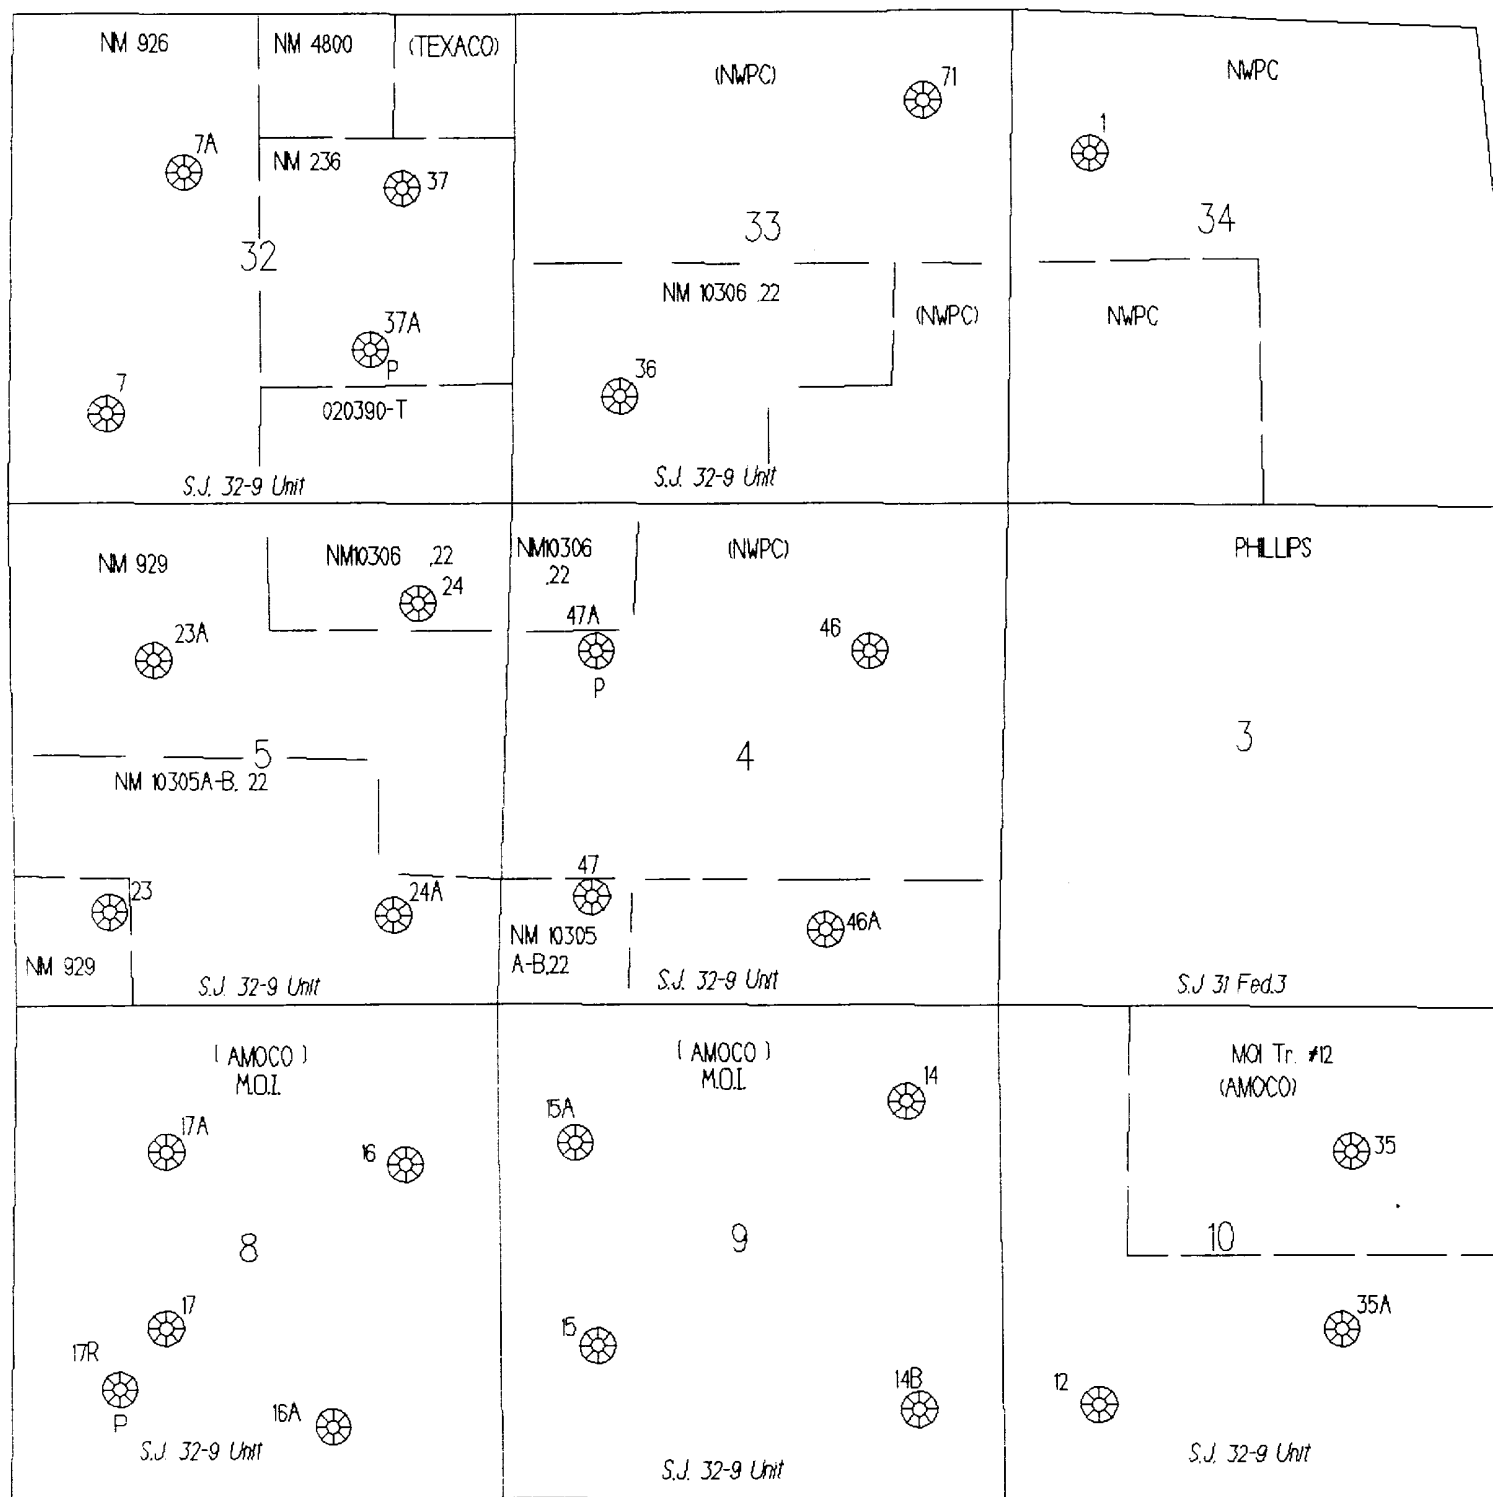 NM 926
NM 4800
(TEXACO)
7A
NM 236
37
32
37A
P
7
020390-T
S.J. 32-9 Unit
(NWPC)
71
33
NM 10306 ,22
(NWPC)
36
S.J. 32-9 Unit
NWPC
1
34
NWPC
NM 929
NM10306 ,22
24
23A
5
NM 10305A-B, 22
23
24A
NM 929
S.J. 32-9 Unit
NM10306
,22
(NWPC)
47A
P
46
4
47
NM 10305
A-B,22
46A
S.J. 32-9 Unit
PHILLIPS
3
S.J 31 Fed.3
( AMOCO )
M.O.I.
17A
16
8
17
17R
P
16A
S.J. 32-9 Unit
( AMOCO )
M.O.I.
14
15A
9
15
14B
S.J. 32-9 Unit
MOI Tr. #12
(AMOCO)
35
10
35A
12
S.J. 32-9 Unit